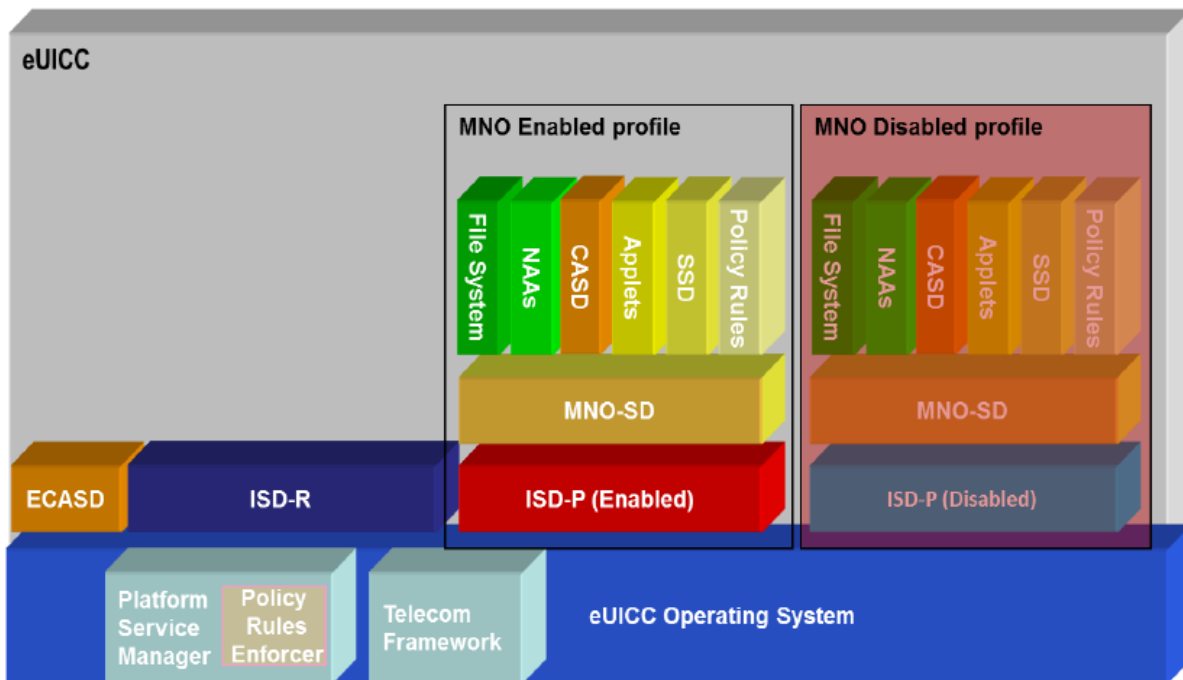 eUICC
MNO Enabled profile
File System
NAAs
CASD
Applets
SSD
Policy Rules
MNO-SD
ISD-P (Enabled)
MNO Disabled profile
File System
NAAs
CASD
Applets
SSD
Policy Rules
MNO-SD
ISD-P (Disabled)
ECASD
ISD-R
Platform
Service
Manager
Policy
Rules
Enforcer
Telecom
Framework
eUICC Operating System